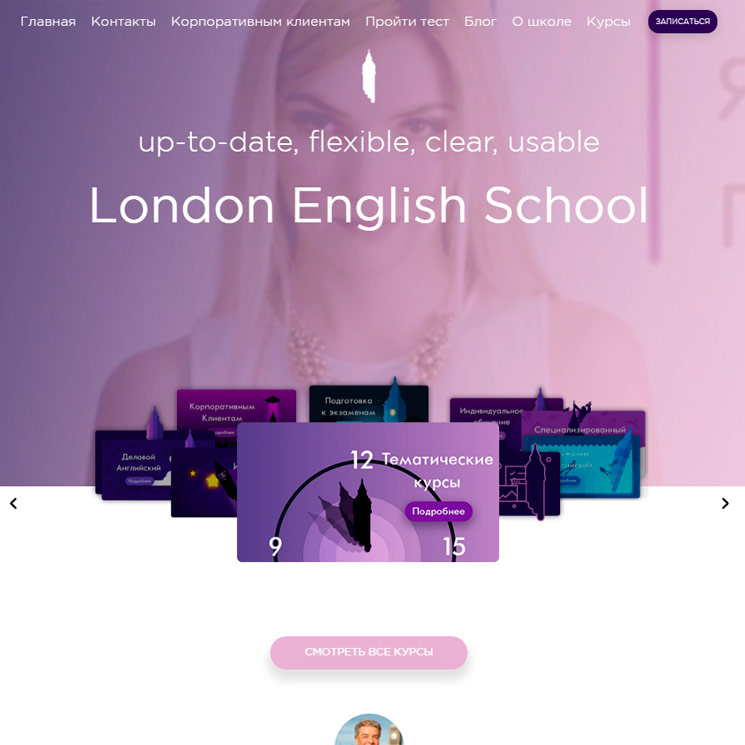 Главная Контакты Корпоративным клиентам Пройти тест Блог О школе Курсы ЗАПИСАТЬСЯ
up-to-date, flexible, clear, usable
London English School
Корпоративным
Клиентам
Подробнее
Подготовка
к экзаменам
Индивидуальное
обучение
Специализированный
Деловой
Английский
Подробнее
12 Тематические
курсы
Подробнее
9
15
СМОТРЕТЬ ВСЕ КУРСЫ